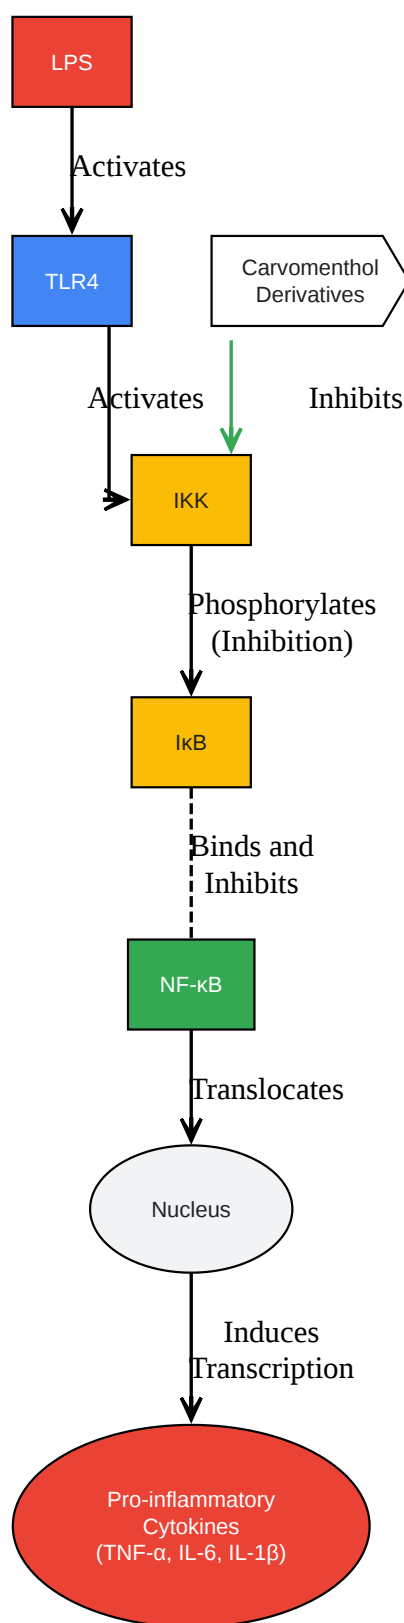 LPS
Activates
TLR4
Carvomenthol
Derivatives
Activates
Inhibits
IKK
Phosphorylates
(Inhibition)
IκB
Binds and
Inhibits
NF-κB
Translocates
Nucleus
Induces
Transcription
Pro-inflammatory
Cytokines
(TNF-α, IL-6, IL-1β)